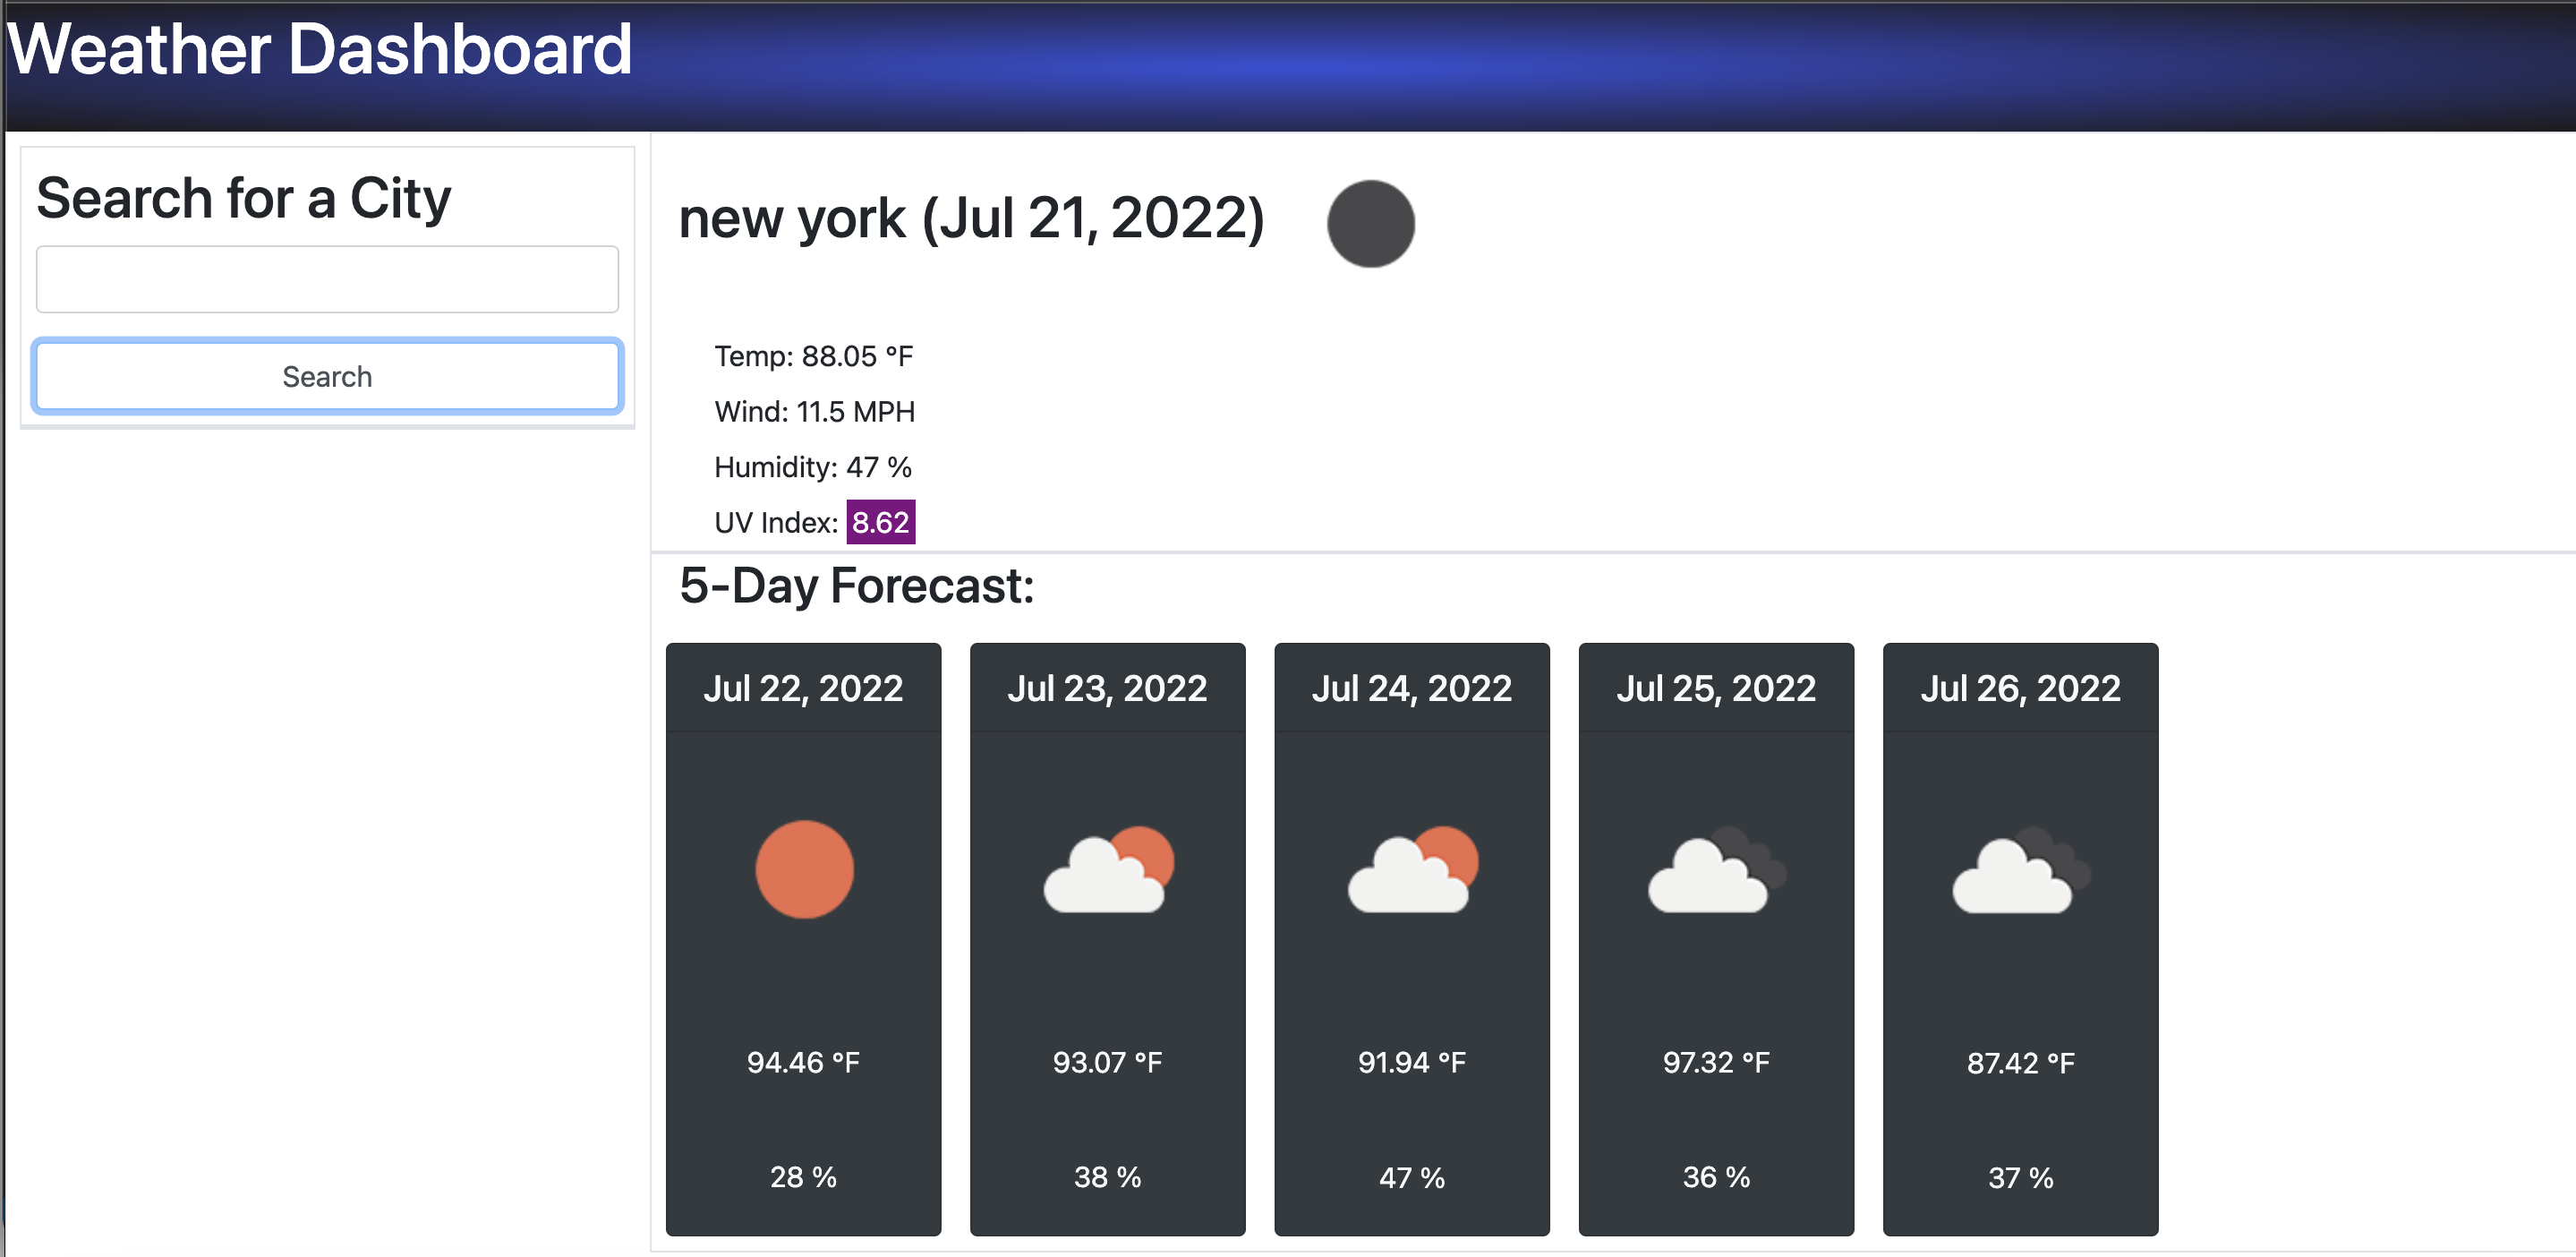 Weather Dashboard
Search for a City
Search
new york (Jul 21, 2022)
Temp: 88.05 °F
Wind: 11.5 MPH
Humidity: 47 %
UV Index: 8.62
5-Day Forecast:
Jul 22, 2022
94.46 °F
28 %
Jul 23, 2022
93.07 °F
38 %
Jul 24, 2022
91.94 °F
47 %
Jul 25, 2022
97.32 °F
36 %
Jul 26, 2022
87.42 °F
37 %